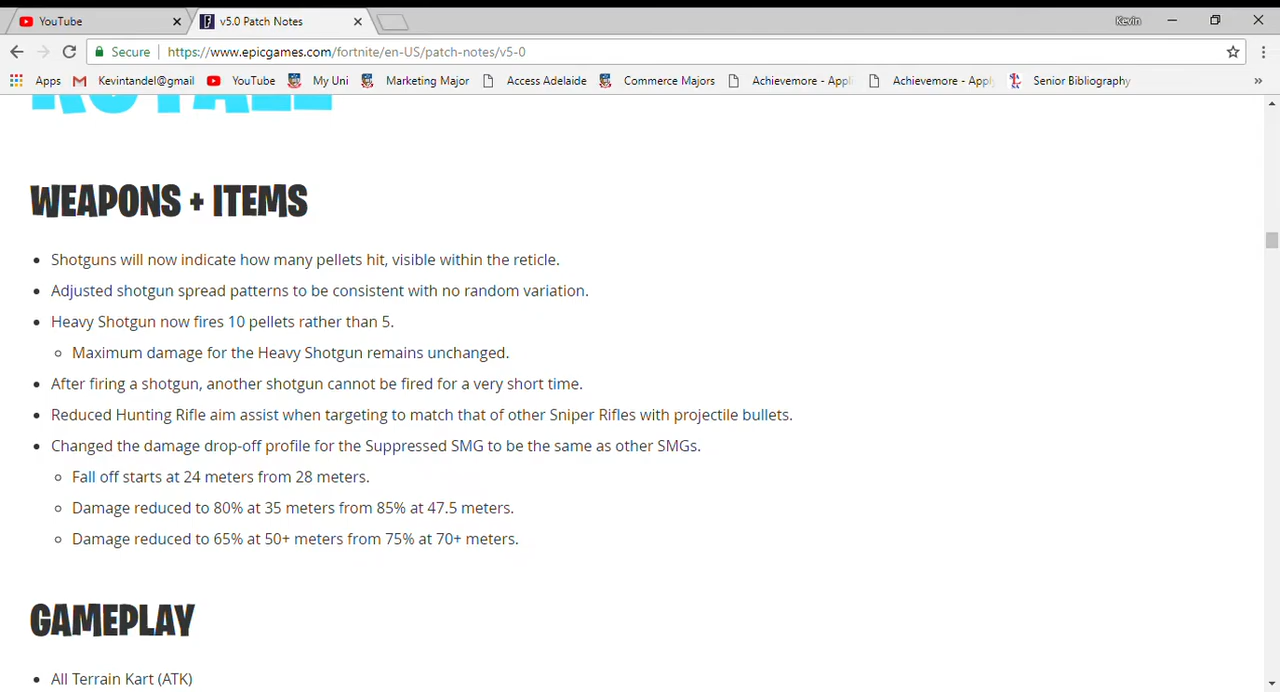 YouTube
v5.0 Patch Notes
Kevin
Secure
https://www.epicgames.com/fortnite/en-US/patch-notes/v5-0
Apps
Kevintandel@gmail
YouTube
My Uni
Marketing Major
Access Adelaide
Commerce Majors
Achievemore - Appli
Achievemore - Apply
Senior Bibliography
»
ROYALE
WEAPONS + ITEMS
• Shotguns will now indicate how many pellets hit, visible within the reticle.
• Adjusted shotgun spread patterns to be consistent with no random variation.
• Heavy Shotgun now fires 10 pellets rather than 5.
◦ Maximum damage for the Heavy Shotgun remains unchanged.
• After firing a shotgun, another shotgun cannot be fired for a very short time.
• Reduced Hunting Rifle aim assist when targeting to match that of other Sniper Rifles with projectile bullets.
• Changed the damage drop-off profile for the Suppressed SMG to be the same as other SMGs.
◦ Fall off starts at 24 meters from 28 meters.
◦ Damage reduced to 80% at 35 meters from 85% at 47.5 meters.
◦ Damage reduced to 65% at 50+ meters from 75% at 70+ meters.
GAMEPLAY
• All Terrain Kart (ATK)